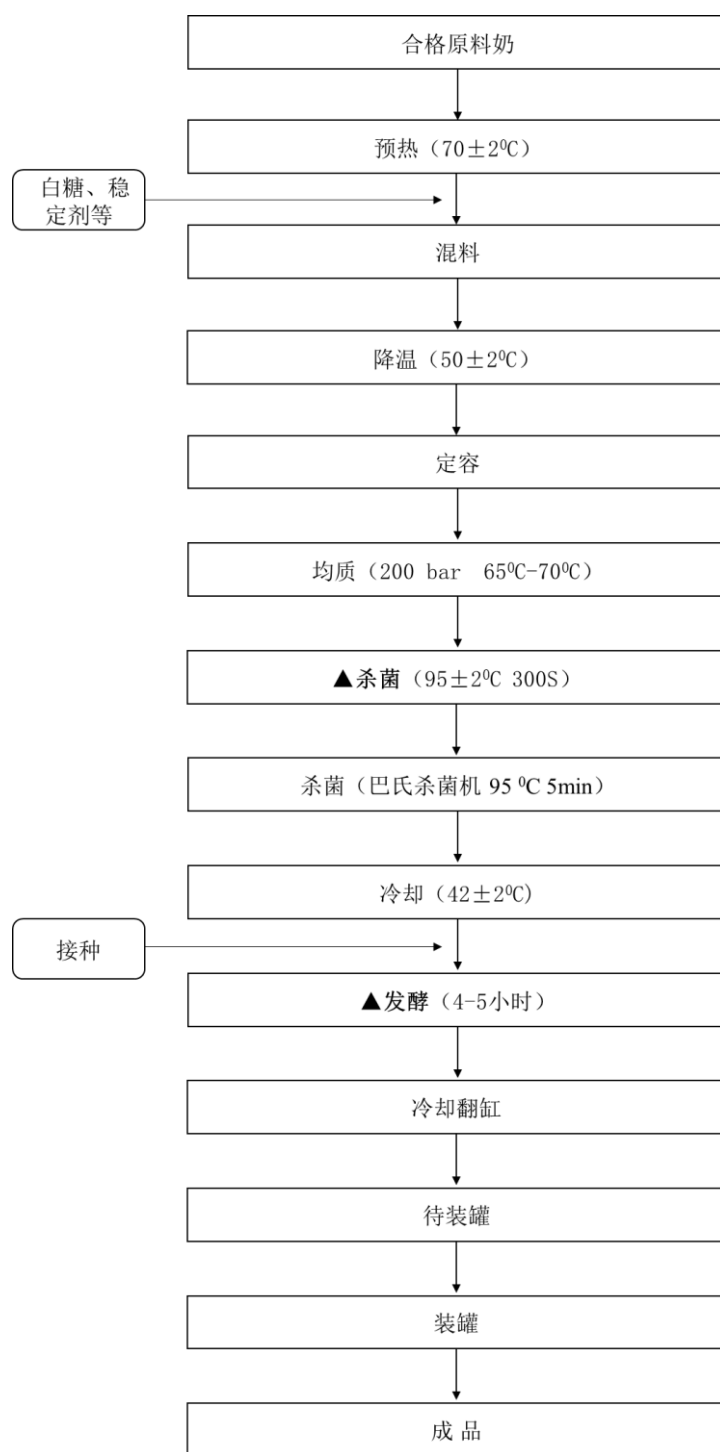 合格原料奶
预热（70±2⁰C）
白糖、稳
定剂等
混料
降温（50±2⁰C）
定容
均质（200 bar  65⁰C-70⁰C）
▲杀菌（95±2⁰C 300S）
杀菌（巴氏杀菌机 95 ⁰C 5min）
冷却（42±2⁰C)
接种
▲发酵（4-5小时）
冷却翻缸
待装罐
装罐
成 品